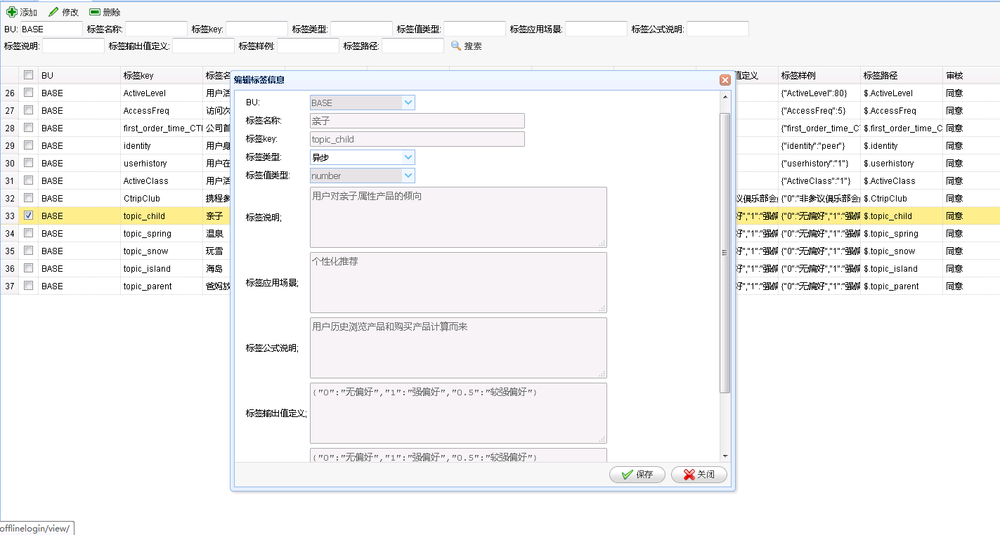 添加 修改 删除
BU: BASE 标签名称: 标签key: 标签类型: 标签值类型: 标签应用场景: 标签公式说明:
标签说明: 标签输出值定义: 标签样例: 标签路径: 搜索
BU 标签key 标签名 值定义 标签样例 标签路径 审核
26 BASE ActiveLevel 用户活 {"ActiveLevel":80} $.ActiveLevel 同意
27 BASE AccessFreq 访问次 {"AccessFreq":5} $.AccessFreq 同意
28 BASE first_order_time_CTI 公司首 {"first_order_time_C $.first_order_time_C 同意
29 BASE identity 用户身 {"identity":"peer"} $.identity 同意
30 BASE userhistory 用户在 {"userhistory":"1"} $.userhistory 同意
31 BASE ActiveClass 用户活 {"ActiveClass":"1"} $.ActiveClass 同意
32 BASE CtripClub 携程参 议俱乐部会 {"0":"非参议俱乐部会 $.CtripClub 同意
33 BASE topic_child 亲子 好","1":"强偏 {"0":"无偏好","1":"强偏 $.topic_child 同意
34 BASE topic_spring 温泉 好","1":"强偏 {"0":"无偏好","1":"强偏 $.topic_spring 同意
35 BASE topic_snow 玩雪 好","1":"强偏 {"0":"无偏好","1":"强偏 $.topic_snow 同意
36 BASE topic_island 海岛 好","1":"强偏 {"0":"无偏好","1":"强偏 $.topic_island 同意
37 BASE topic_parent 爸妈放 好","1":"强偏 {"0":"无偏好","1":"强偏 $.topic_parent 同意
编辑标签信息
BU: BASE
标签名称: 亲子
标签key: topic_child
标签类型: 异步
标签值类型: number
标签说明; 用户对亲子属性产品的倾向
标签应用场景; 个性化推荐
标签公式说明; 用户历史浏览产品和购买产品计算而来
标签输出值定义; {"0":"无偏好","1":"强偏好","0.5":"较强偏好"}
{"0":"无偏好","1":"强偏好","0.5":"较强偏好"}
保存 关闭
offlinelogin/view/